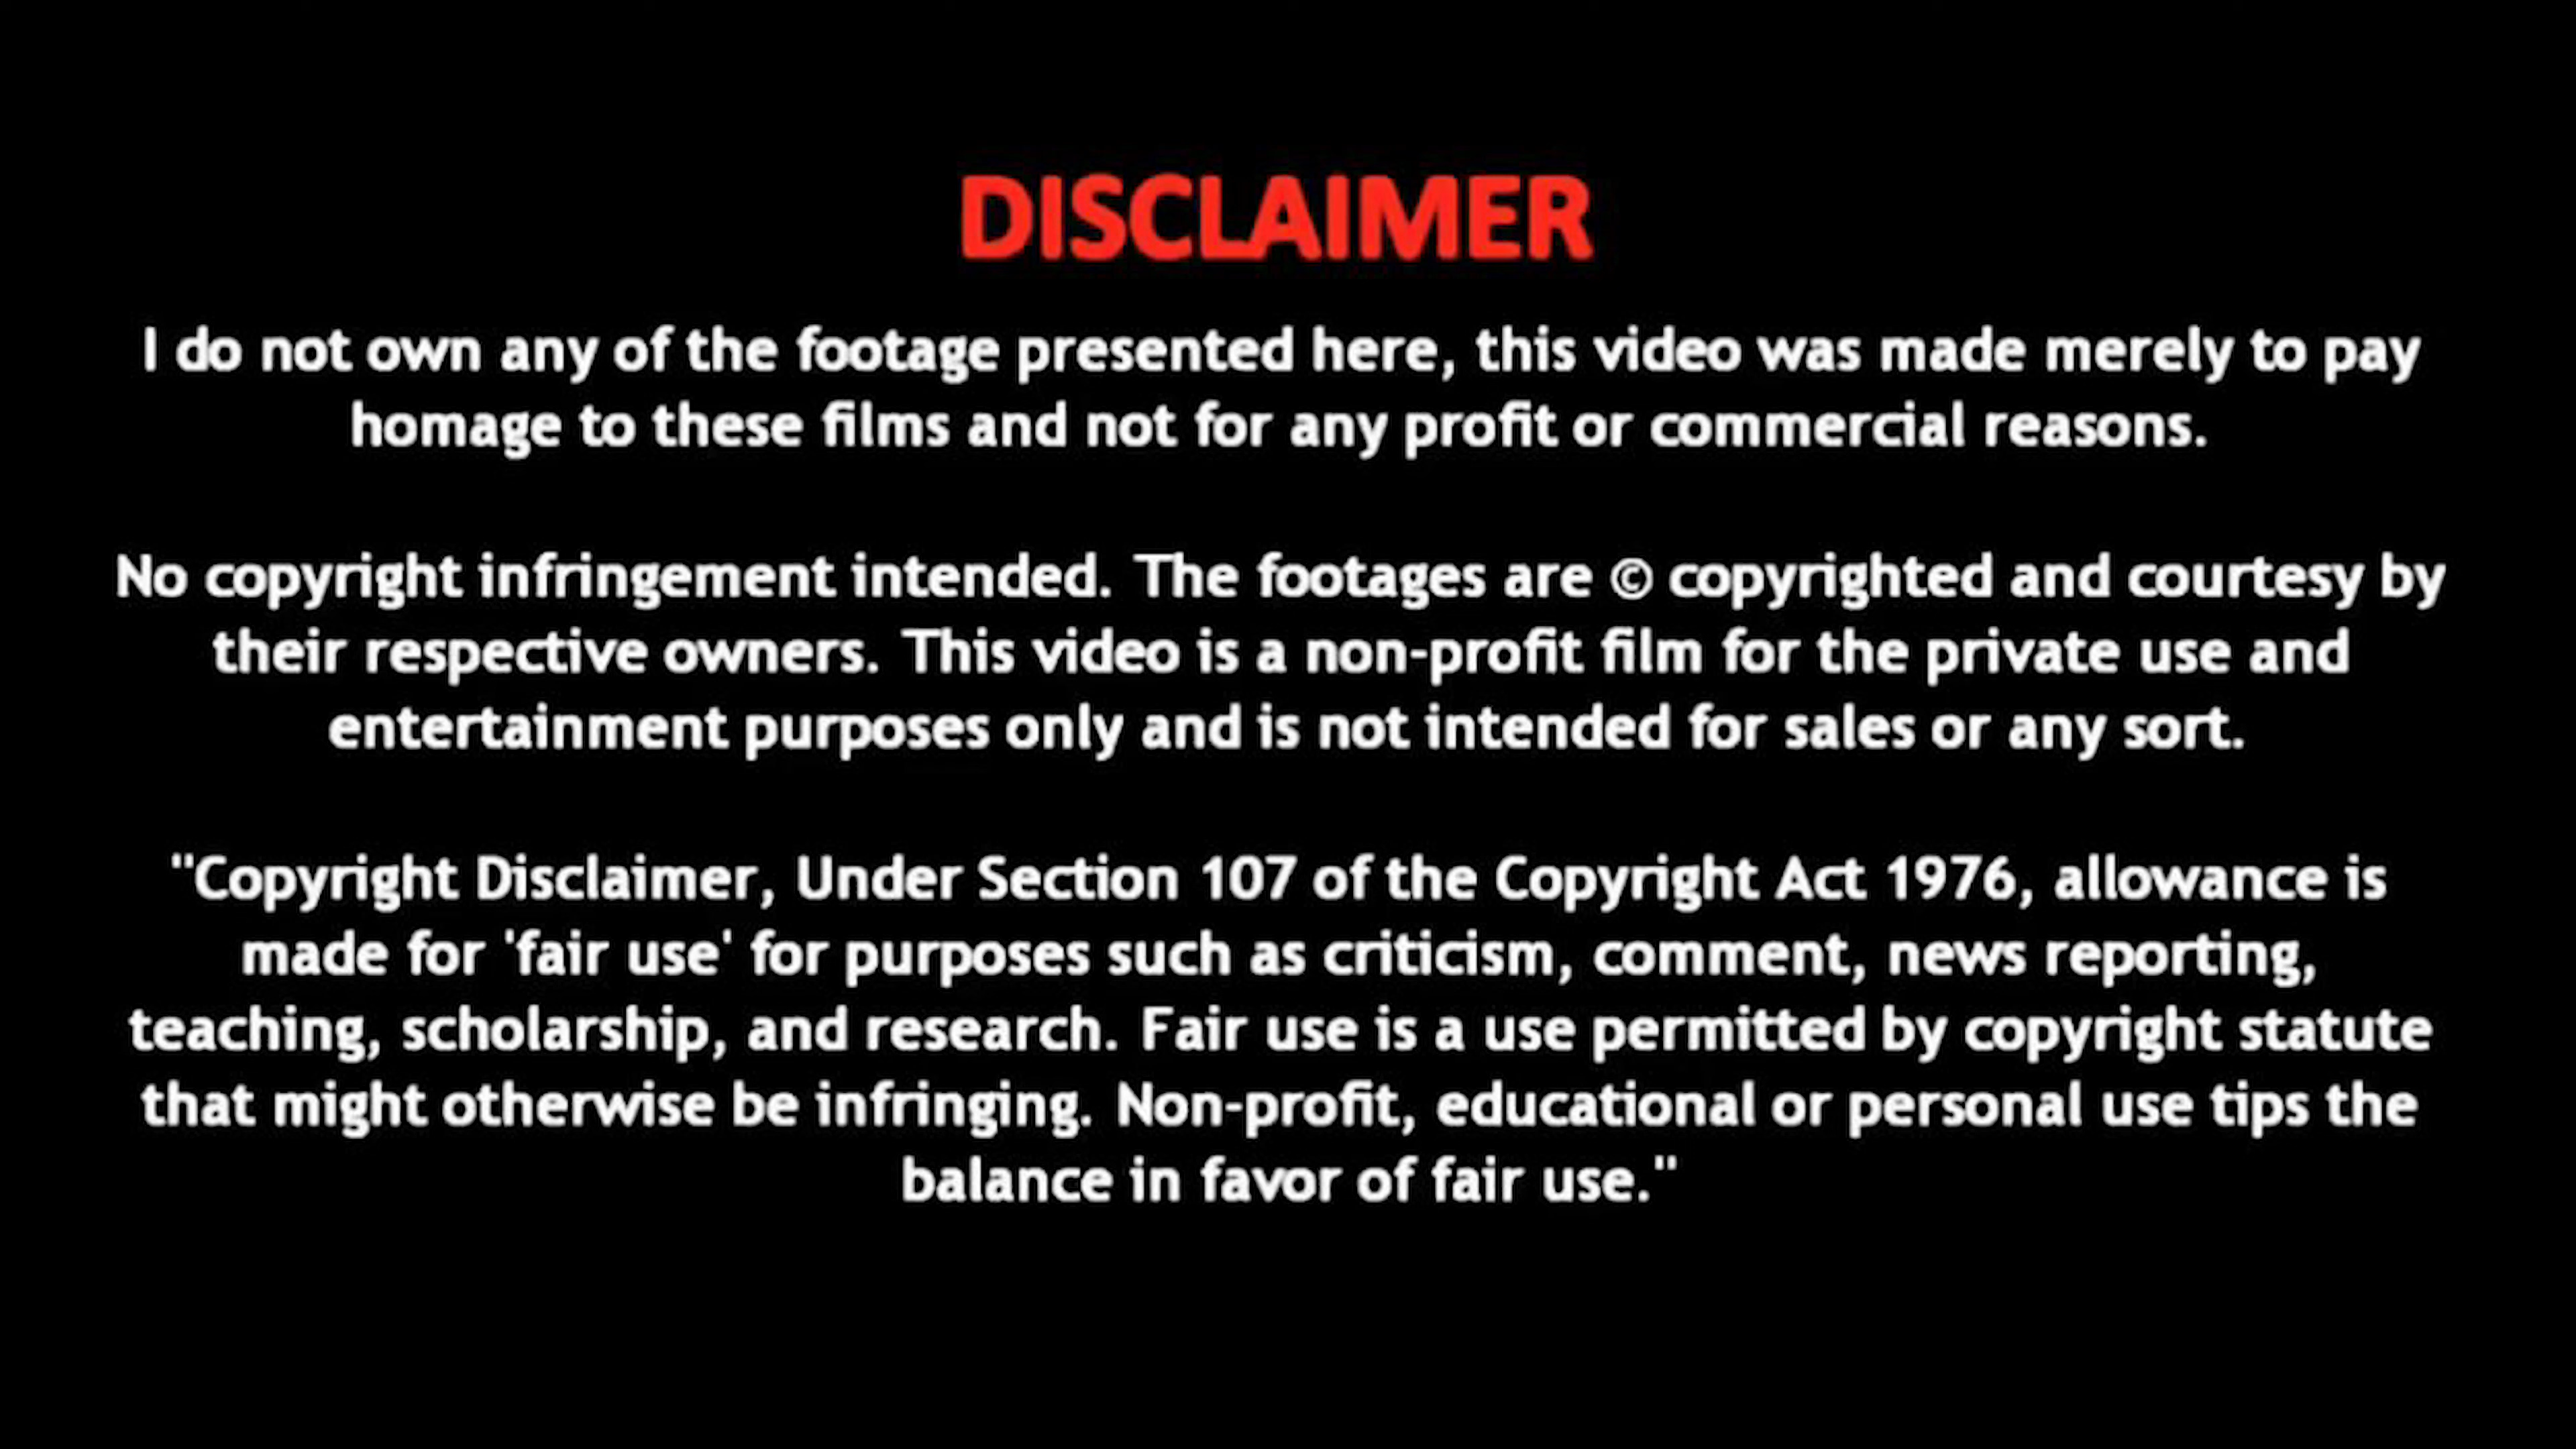 DISCLAIMER
I do not own any of the footage presented here, this video was made merely to pay
homage to these films and not for any profit or commercial reasons.
No copyright infringement intended. The footages are © copyrighted and courtesy by
their respective owners. This video is a non-profit film for the private use and
entertainment purposes only and is not intended for sales or any sort.
"Copyright Disclaimer, Under Section 107 of the Copyright Act 1976, allowance is
made for 'fair use' for purposes such as criticism, comment, news reporting,
teaching, scholarship, and research. Fair use is a use permitted by copyright statute
that might otherwise be infringing. Non-profit, educational or personal use tips the
balance in favor of fair use."